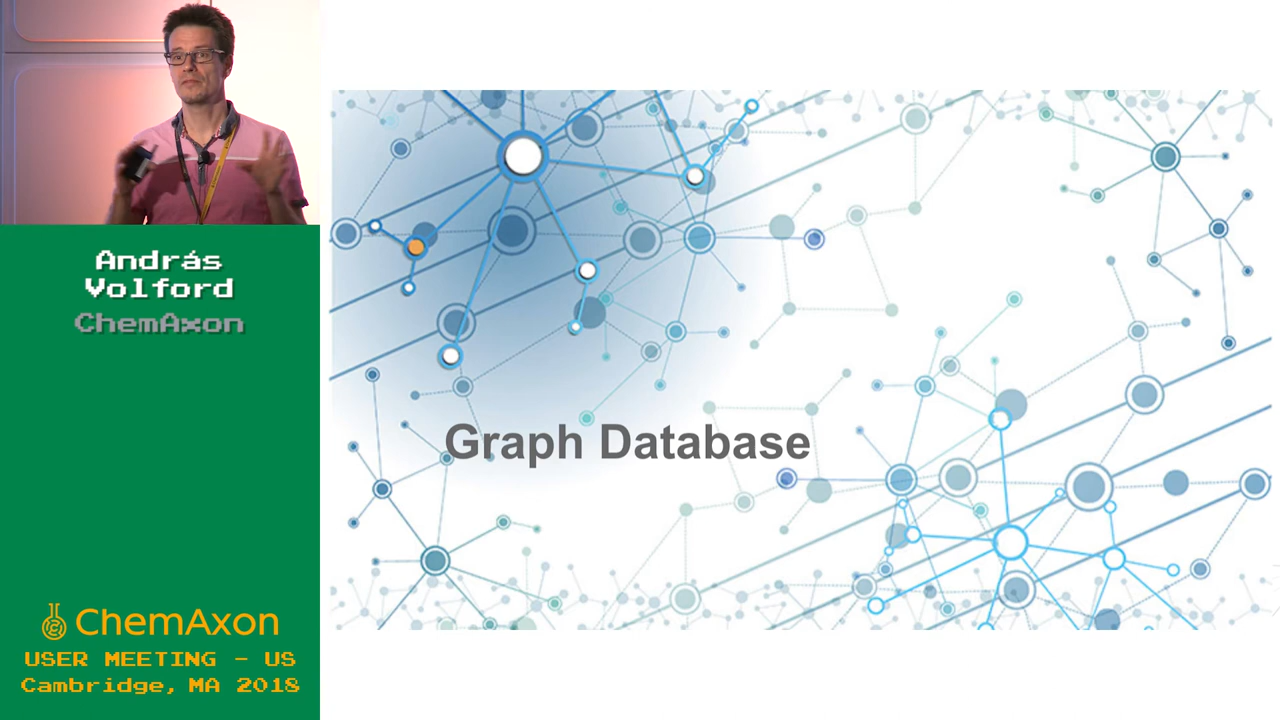 András
Volford
ChemAxon
Graph Database
ChemAxon
USER MEETING - US
Cambridge, MA 2018